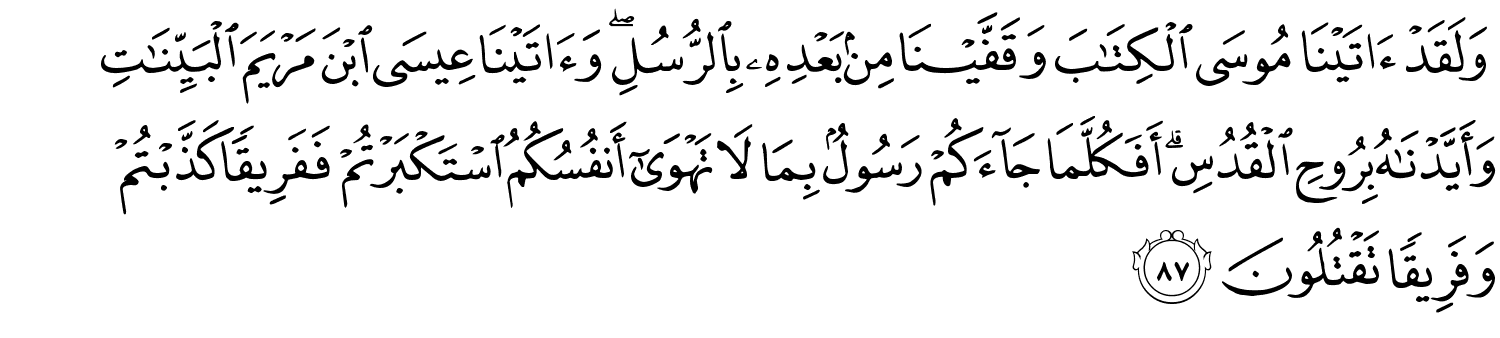 وَلَقَدْ ءَاتَيْنَا مُوسَى ٱلْكِتَٰبَ وَقَفَّيْنَا مِنۢ بَعْدِهِۦ بِٱلرُّسُلِ ۖ وَءَاتَيْنَا عِيسَى ٱبْنَ مَرْيَمَ ٱلْبَيِّنَٰتِ
وَأَيَّدْنَٰهُ بِرُوحِ ٱلْقُدُسِ ۗ أَفَكُلَّمَا جَآءَكُمْ رَسُولٌۢ بِمَا لَا تَهْوَىٰٓ أَنفُسُكُمُ ٱسْتَكْبَرْتُمْ فَفَرِيقًا كَذَّبْتُمْ
وَفَرِيقًا تَقْتُلُونَ ٨٧